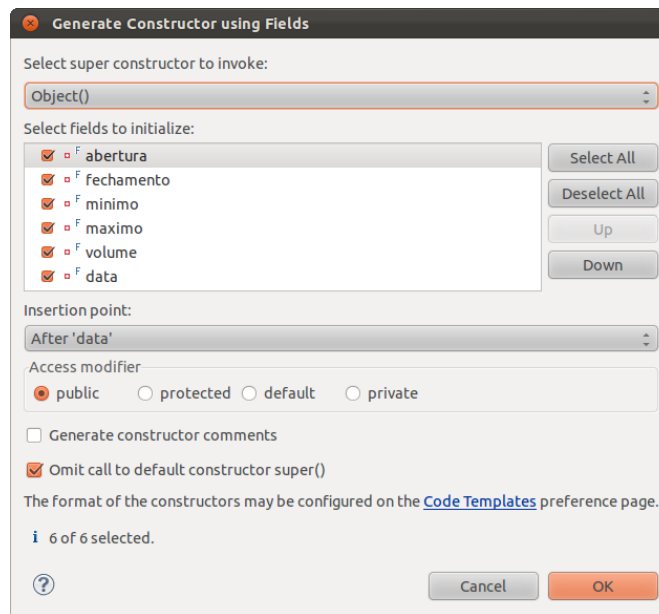 Generate Constructor using Fields
Select super constructor to invoke:
Object()
Select fields to initialize:
F abertura
F fechamento
F minimo
F maximo
F volume
F data
Select All
Deselect All
Up
Down
Insertion point:
After 'data'
Access modifier
public protected default private
Generate constructor comments
Omit call to default constructor super()
The format of the constructors may be configured on the Code Templates preference page.
i 6 of 6 selected.
?
Cancel OK